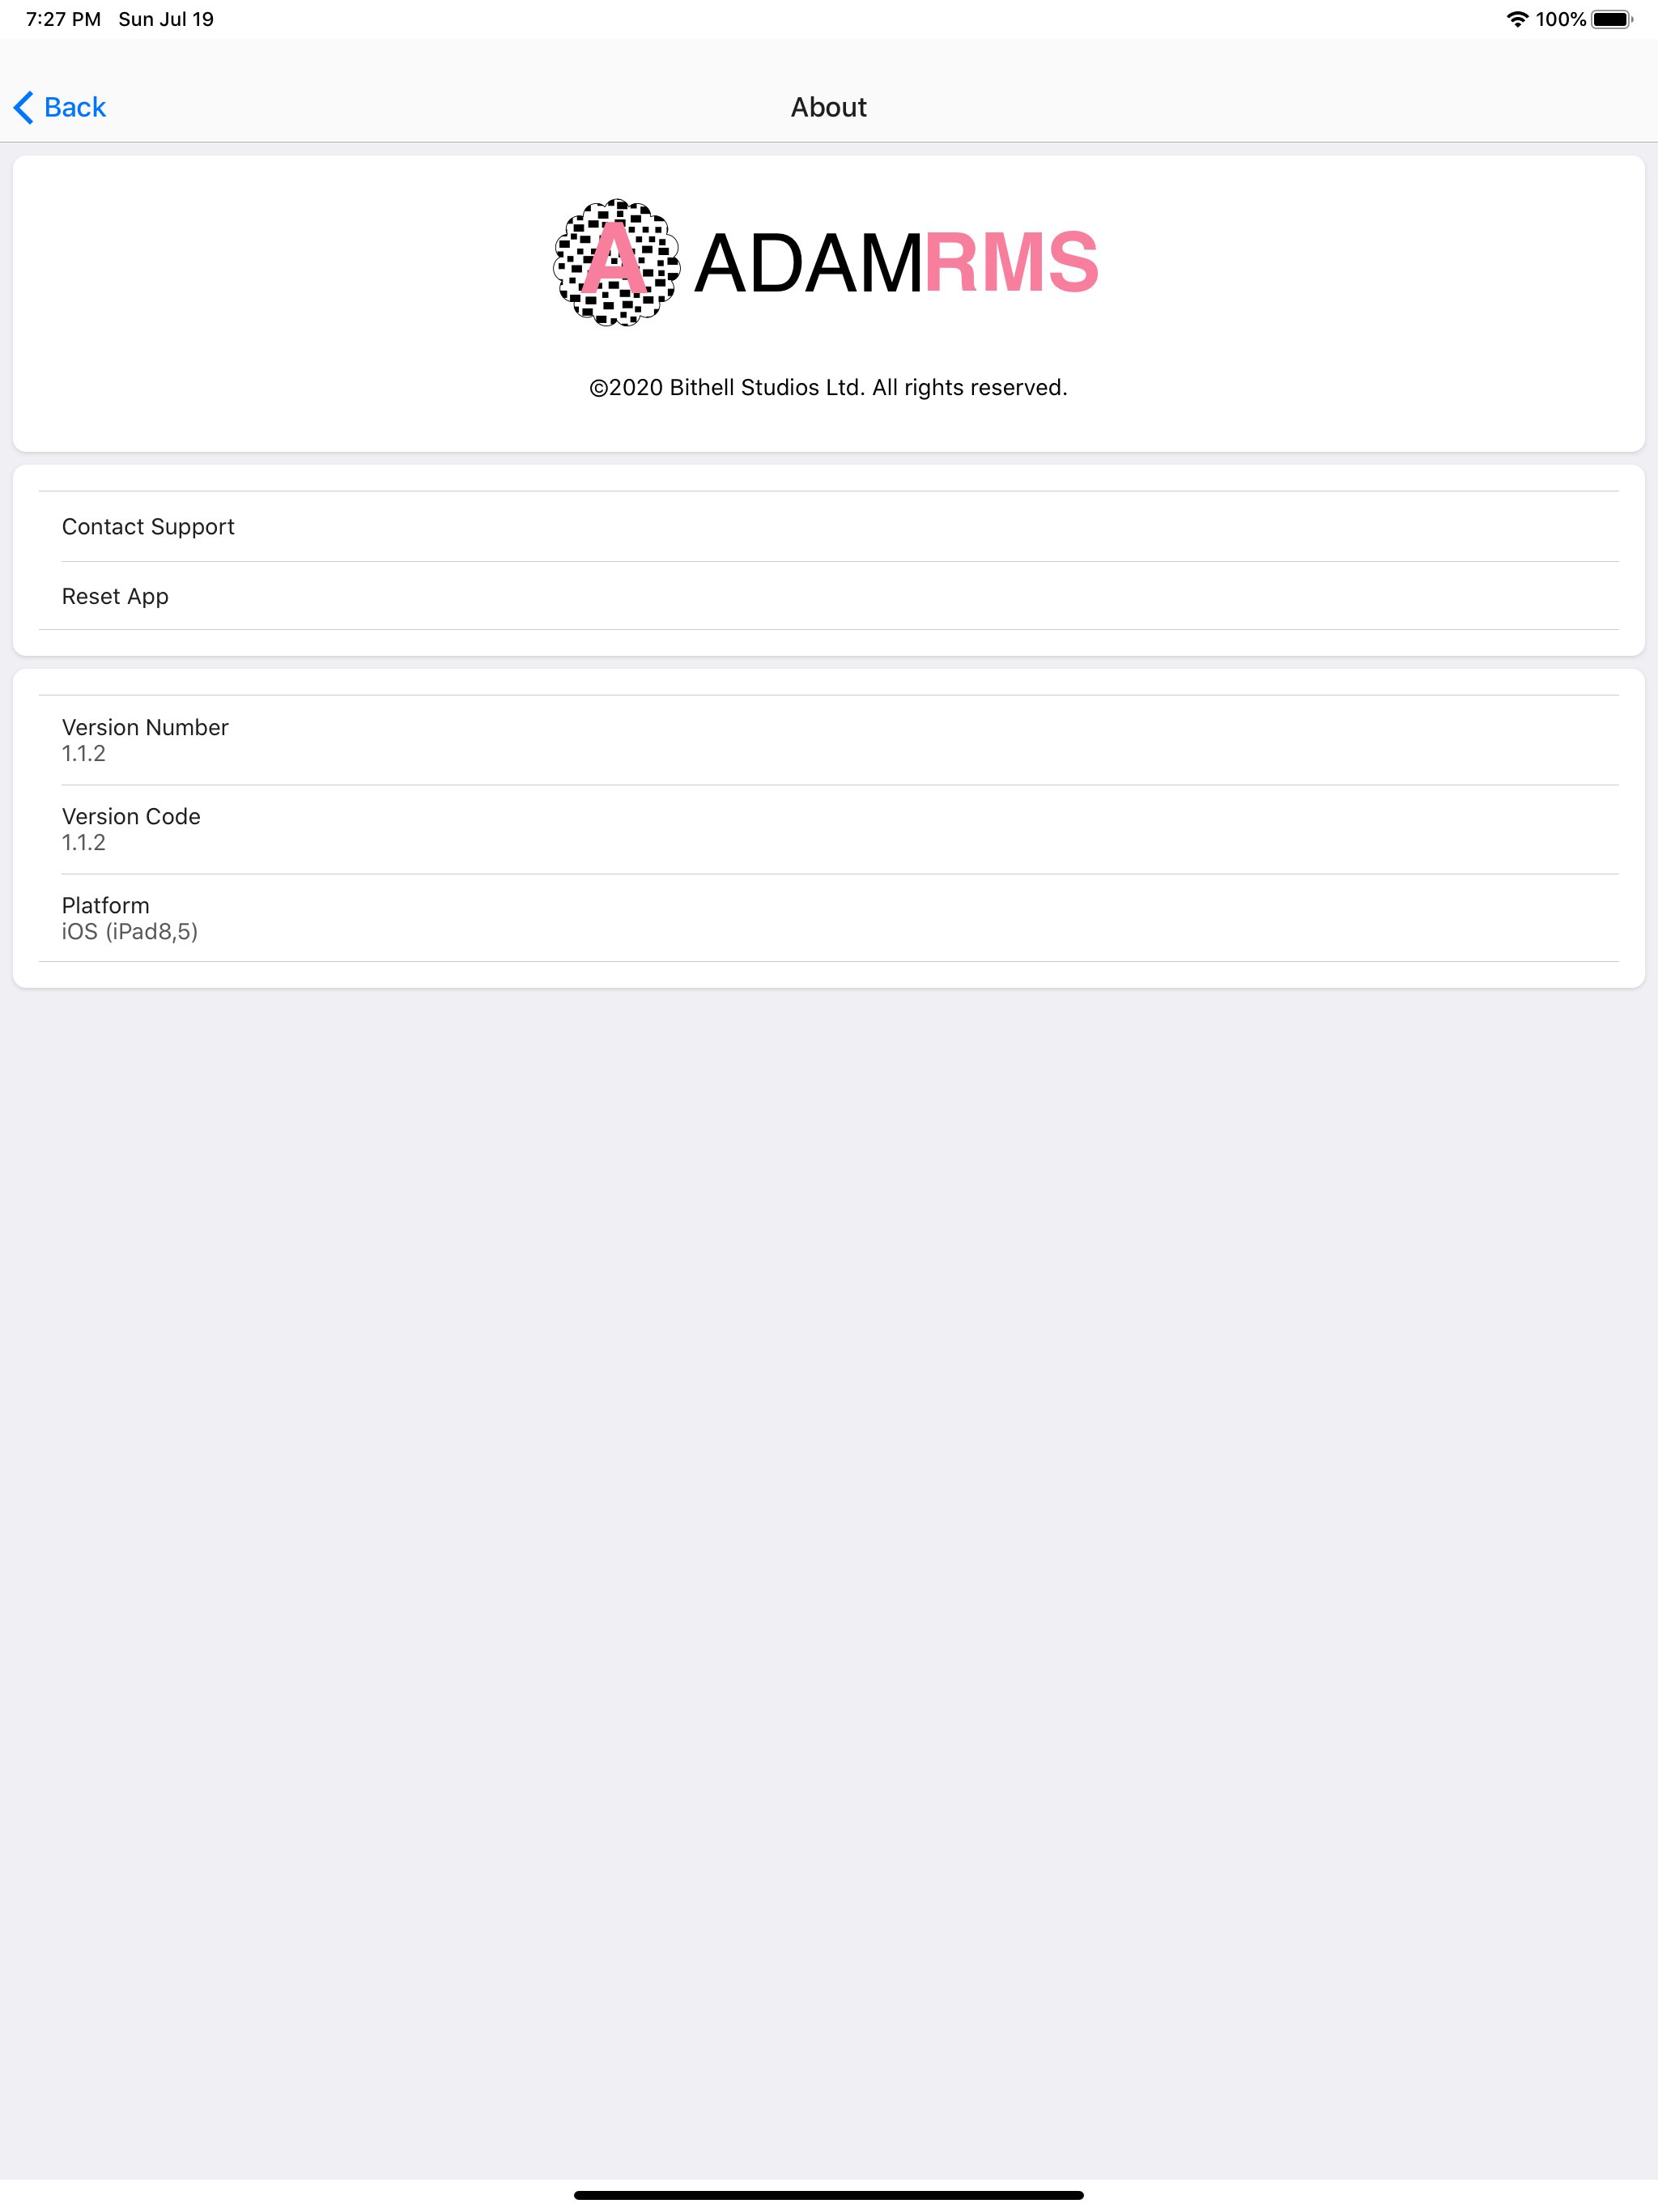 7:27 PM Sun Jul 19 100%
Back About
A ADAMRMS
©2020 Bithell Studios Ltd. All rights reserved.
Contact Support
Reset App
Version Number
1.1.2
Version Code
1.1.2
Platform
iOS (iPad8,5)